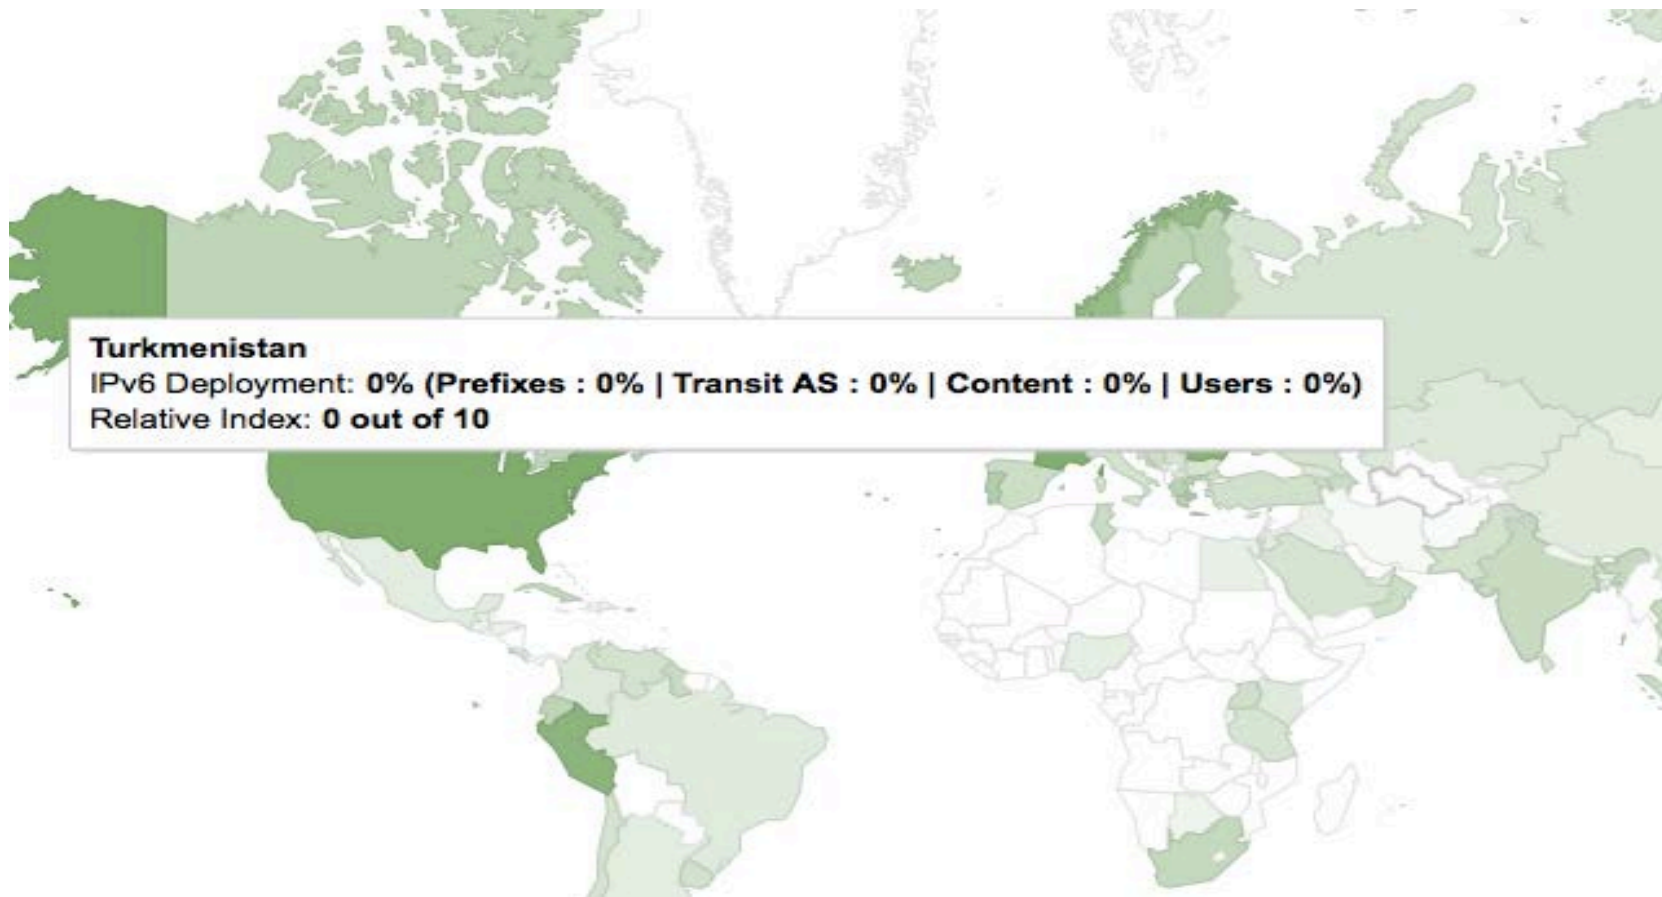 Turkmenistan
IPv6 Deployment: 0% (Prefixes : 0% | Transit AS : 0% | Content : 0% | Users : 0%)
Relative Index: 0 out of 10